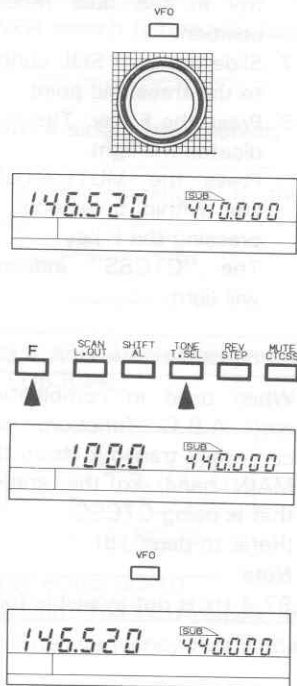 VFO
146.520 SUB 440.000
F SCAN L.OUT SHIFT AL TONE T.SEL REV STEP MUTE CTCSS
100.0 SUB 440.000
VFO
146.520 SUB 440.000